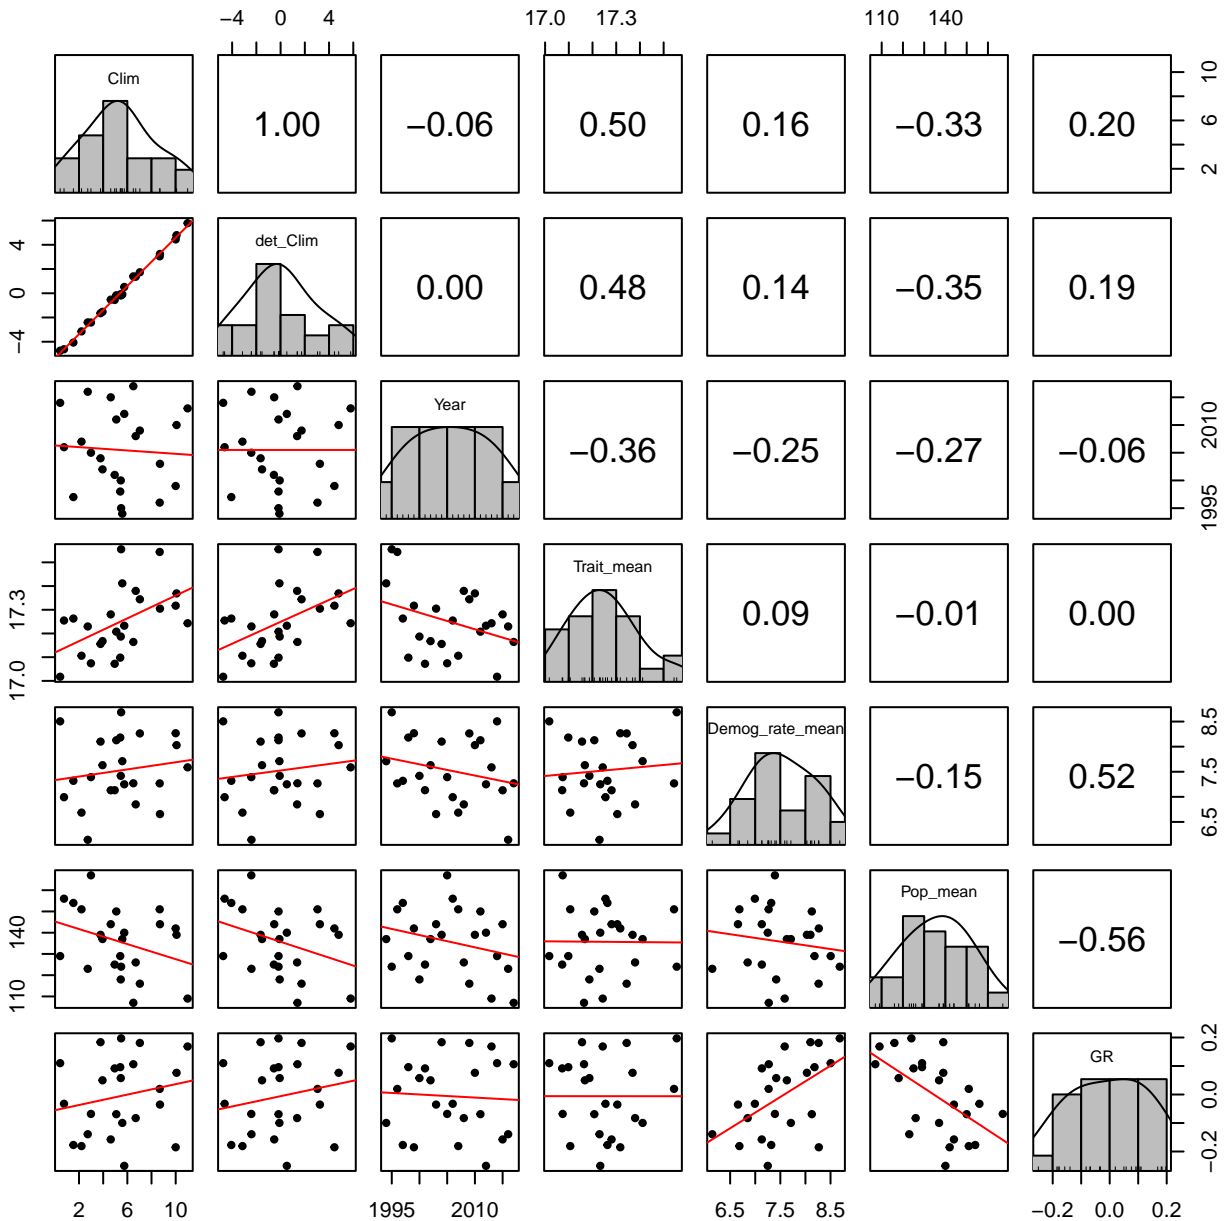 −4 0 4 17.0 17.3 110 140
Clim
1.00 −0.06 0.50 0.16 −0.33 0.20
2 6 10
−4 0 4
det_Clim
0.00 0.48 0.14 −0.35 0.19
Year
−0.36 −0.25 −0.27 −0.06
1995 2010
17.0 17.3
Trait_mean
0.09 −0.01 0.00
Demog_rate_mean
−0.15 0.52
6.5 7.5 8.5
110 140
Pop_mean
−0.56
GR
−0.2 0.0 0.2
2 6 10 1995 2010 6.5 7.5 8.5 −0.2 0.0 0.2